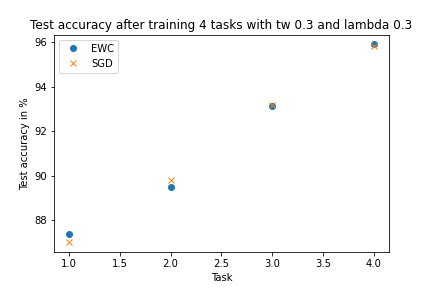 Test accuracy after training 4 tasks with tw 0.3 and lambda 0.3
EWC
SGD
Test accuracy in %
96
94
92
90
88
1.0 1.5 2.0 2.5 3.0 3.5 4.0
Task